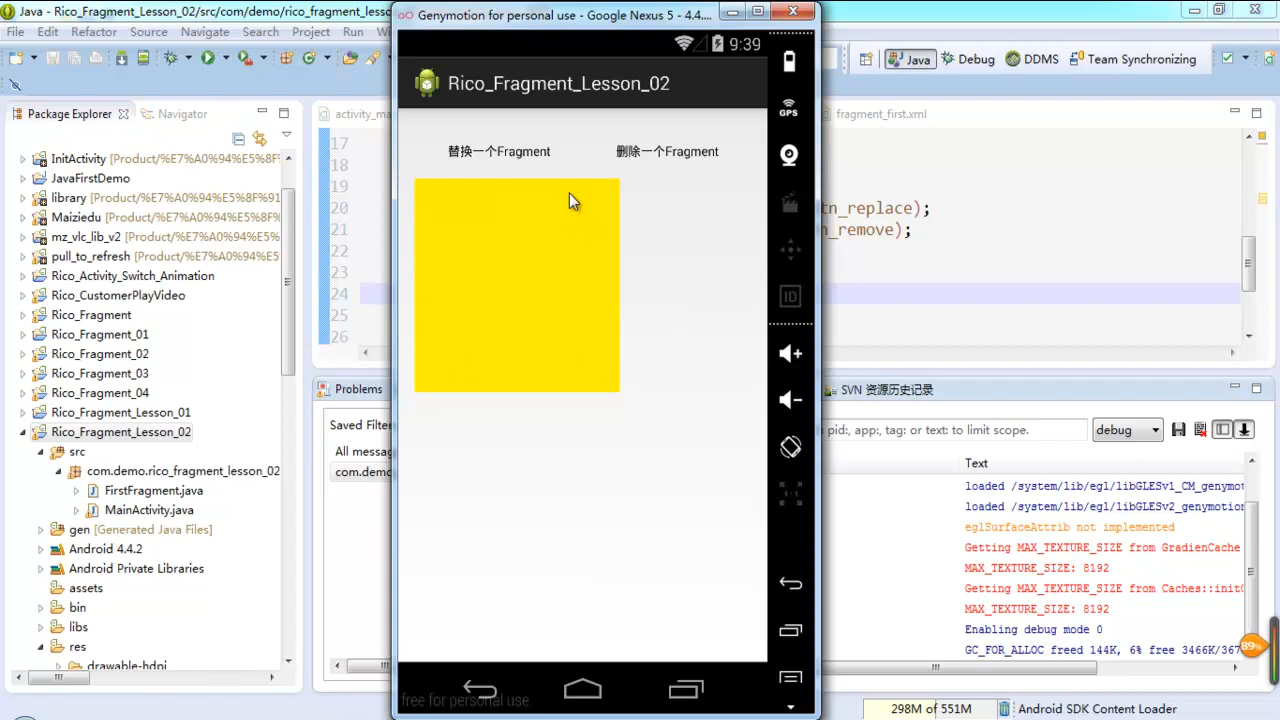 Java - Rico_Fragment_Lesson_02/src/com/demo/rico_fragment_lesso
Genymotion for personal use - Google Nexus 5 - 4.4....
File Edit Source Refactor Navigate Search Project Run Wi
9:39
Rico_Fragment_Lesson_02
Java
Debug
DDMS
Team Synchronizing
Package Explorer
Navigator
activity_ma
fragment_first.xml
GPS
替换一个Fragment
删除一个Fragment
InitActivity [Product/%E7%A0%94%E5%8F
JavaFontDemo
library [Product/%E7%A0%94%E5%8F%91
Maiziedu [Product/%E7%A0%94%E5%8F%
mz_vlc_lib_v2 [Product/%E7%A0%94%E5%
pull_refresh [Product/%E7%A0%94%E5%
Rico_Activity_Switch_Animation
Rico_CustomerPlayVideo
Rico_Fragment
Rico_Fragment_01
Rico_Fragment_02
Rico_Fragment_03
Rico_Fragment_04
Rico_Fragment_Lesson_01
Rico_Fragment_Lesson_02
src
com.demo.rico_fragment_lesson_02
FirstFragment.java
MainActivity.java
gen [Generated Java Files]
Android 4.4.2
Android Private Libraries
assets
bin
libs
res
drawable-hdpi
17
18
19
20
21
22
23
24
25
26
tn_replace);
n_remove);
ID
Problems
SVN 资源历史记录
Saved Filter
All messag
com.demo
pid:, app:, tag: or text to limit scope.
debug
Text
loaded /system/lib/egl/libGLESv1_CM_genymot
loaded /system/lib/egl/libGLESv2_genymotion
eglSurfaceAttrib not implemented
Getting MAX_TEXTURE_SIZE from GradienCache
MAX_TEXTURE_SIZE: 8192
Getting MAX_TEXTURE_SIZE from Caches::initC
MAX_TEXTURE_SIZE: 8192
Enabling debug mode 0
GC_FOR_ALLOC freed 144K, 6% free 3466K/367
89%
free for personal use
298M of 551M
Android SDK Content Loader